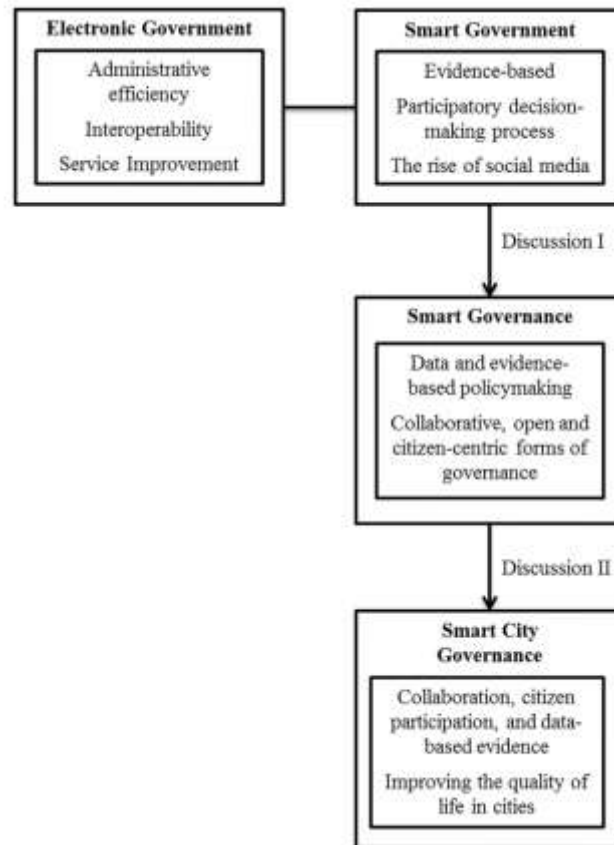 Electronic Government
Administrative
efficiency
Interoperability
Service Improvement
Smart Government
Evidence-based
Participatory decision-
making process
The rise of social media
Discussion I
Smart Governance
Data and evidence-
based policymaking
Collaborative, open and
citizen-centric forms of
governance
Discussion II
Smart City
Governance
Collaboration, citizen
participation, and data-
based evidence
Improving the quality of
life in cities